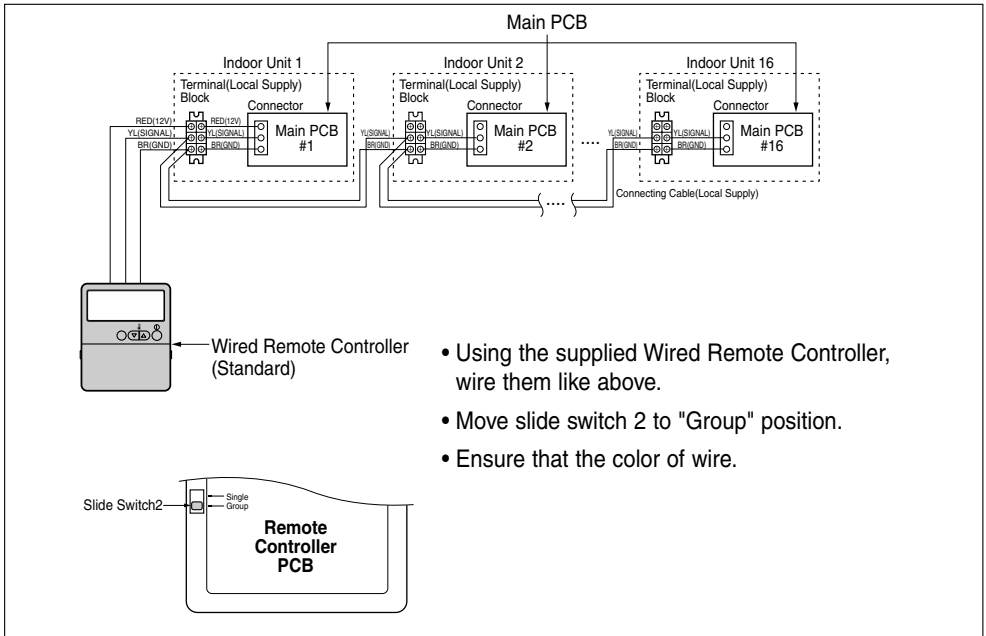 Main PCB
Indoor Unit 1
Indoor Unit 2
Indoor Unit 16
Terminal(Local Supply)
Block
Connector
Terminal(Local Supply)
Block
Connector
Terminal(Local Supply)
Block
Connector
RED(12V)
YL(SIGNAL)
BR(GND)
RED(12V)
YL(SIGNAL)
BR(GND)
Main PCB
#1
YL(SIGNAL)
BR(GND)
YL(SIGNAL)
BR(GND)
Main PCB
#2
....
YL(SIGNAL)
BR(GND)
YL(SIGNAL)
BR(GND)
Main PCB
#16
....
Connecting Cable(Local Supply)
Wired Remote Controller
(Standard)
• Using the supplied Wired Remote Controller,
wire them like above.
• Move slide switch 2 to "Group" position.
• Ensure that the color of wire.
Slide Switch2
Single
Group
Remote
Controller
PCB